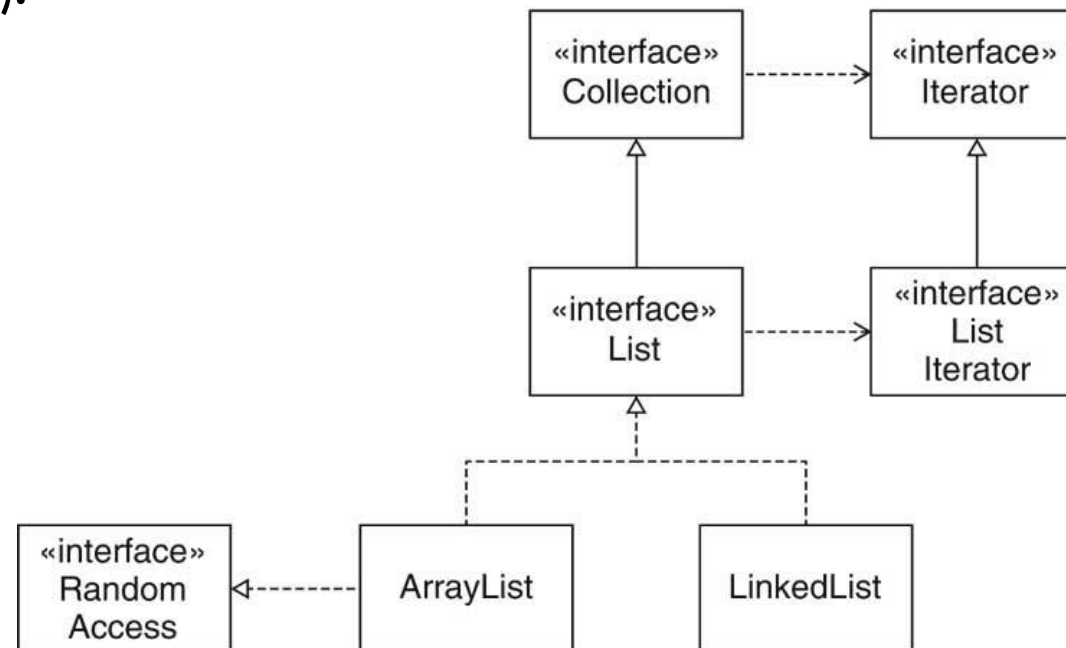 ).
«interface»
Collection
«interface»
Iterator
«interface»
List
«interface»
List
Iterator
«interface»
Random
Access
ArrayList
LinkedList